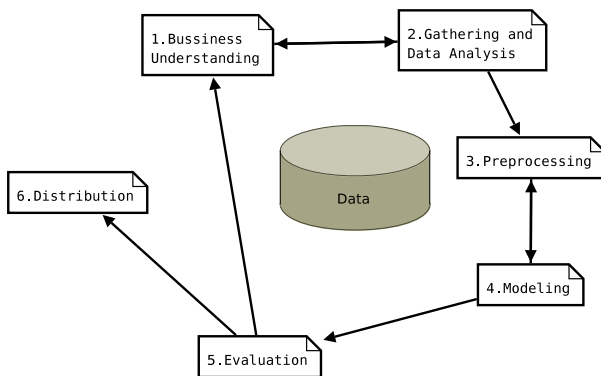 1.Bussiness
Understanding
2.Gathering and
Data Analysis
3.Preprocessing
Data
6.Distribution
4.Modeling
5.Evaluation